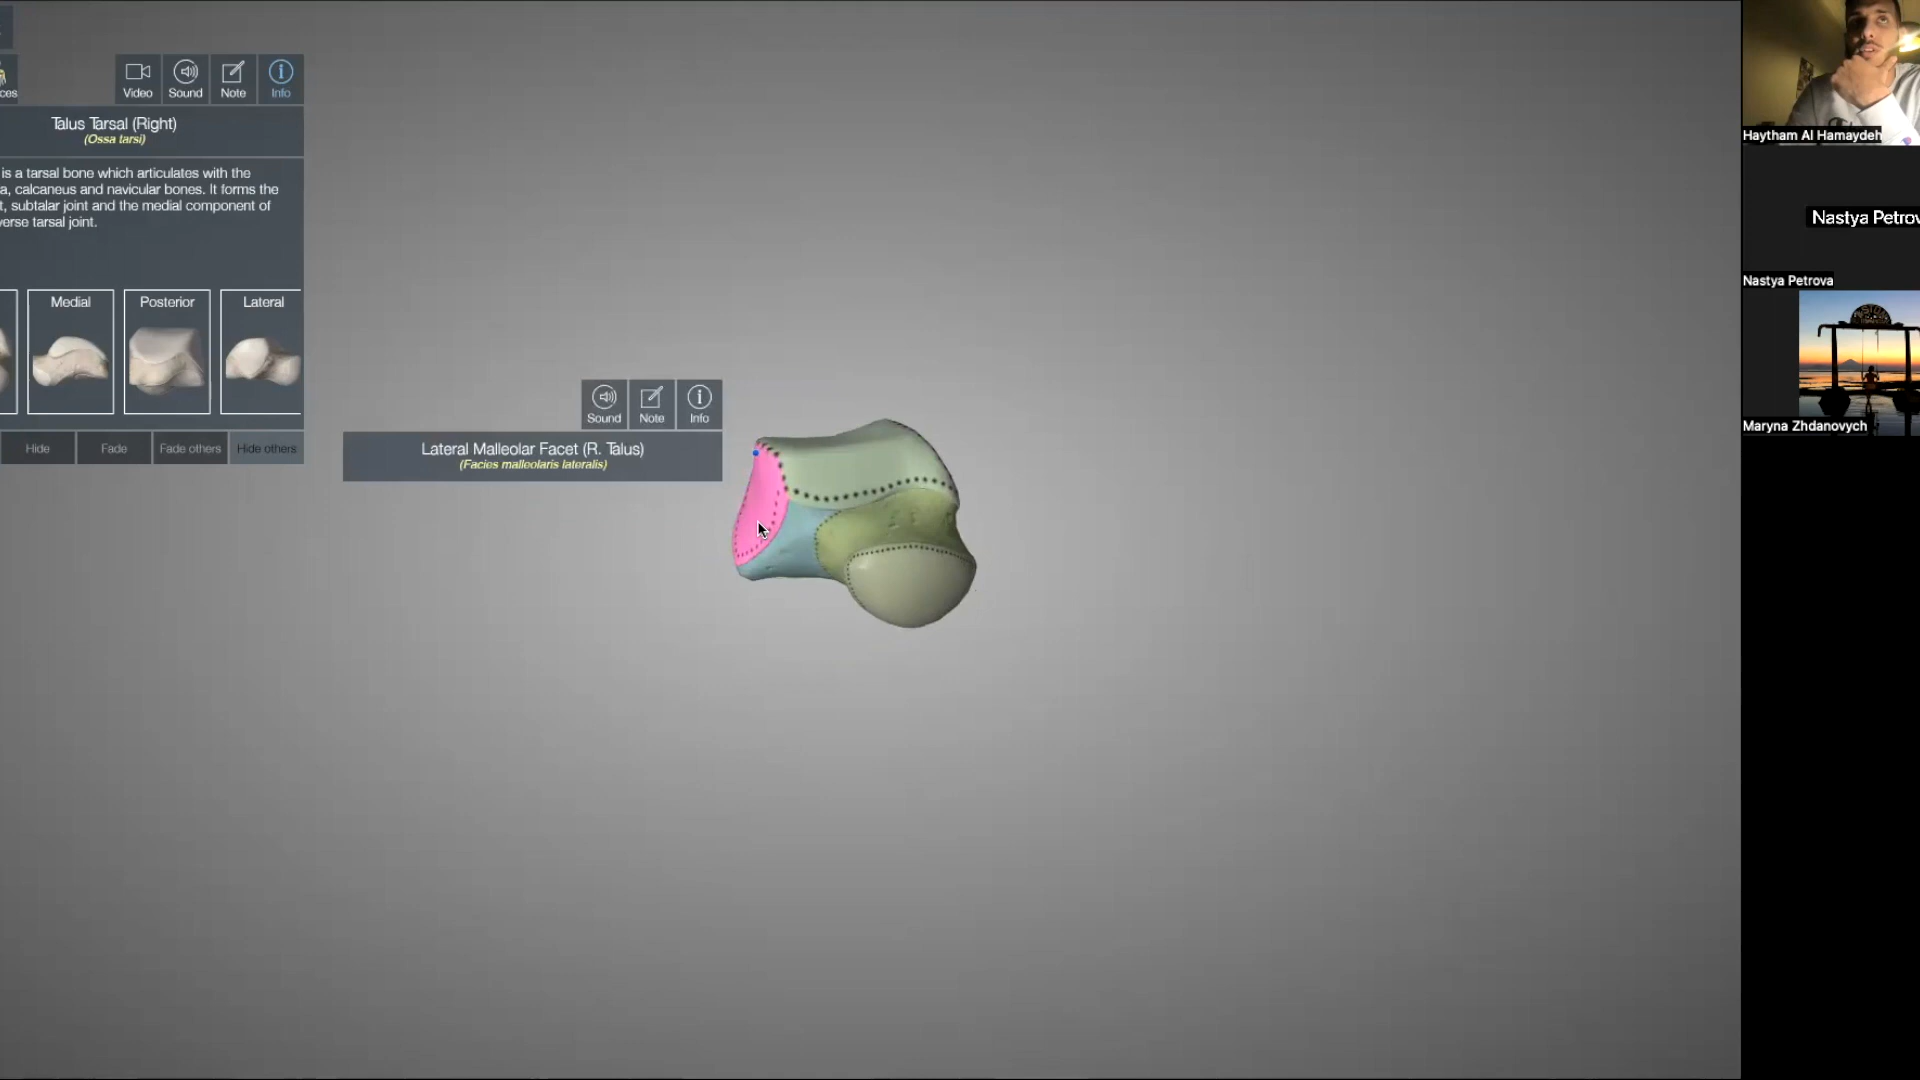 ces
Video
Sound
Note
Info
Talus Tarsal (Right)
(Ossa tarsi)
is a tarsal bone which articulates with the
a, calcaneus and navicular bones. It forms the
t, subtalar joint and the medial component of
verse tarsal joint.
Medial
Posterior
Lateral
Hide
Fade
Fade others
Hide others
Sound
Note
Info
Lateral Malleolar Facet (R. Talus)
(Facies malleolaris lateralis)
Haytham Al Hamaydeh
Nastya Petrov
Nastya Petrova
Maryna Zhdanovych